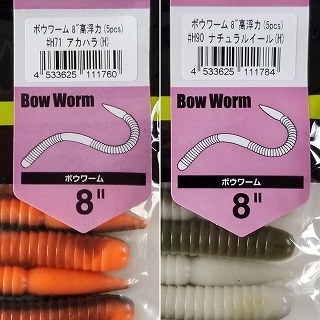 ボウワーム 8"高浮力(5pcs)
#H71 アカハラ(H)
4 533625 111760
Bow Worm
ボウワーム
8"
ボウワーム 8"高浮力(5pcs)
#H90 ナチュラルイール(H)
4 533625 111784
Bow Worm
ボウワーム
8"